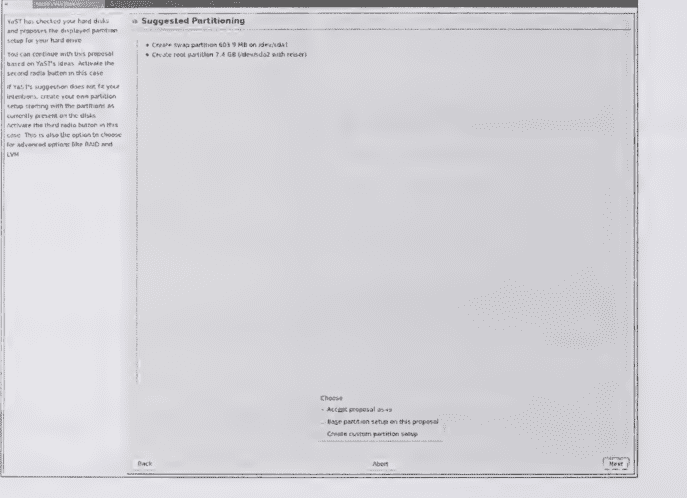 YaST has checked your hard disks
and proposes the displayed partition
setup for your hard drive
You can continue with this proposal
based on YaST's ideas. Activate the
second radio button in this case
If YaST's suggestion does not fit your
intentions, create your own partition
setup starting with the partitions as
currently present on the disks
Activate the third radio button in this
case. This is also the option to choose
for advanced options like RAID and
LVM
Suggested Partitioning
Create swap partition 603.9 MB on
Create root partition 7.4 GB with reiser)
Choose
Accept proposal as-is
Base partition setup on this proposal
Create custom partition setup
Back
Abort
Next